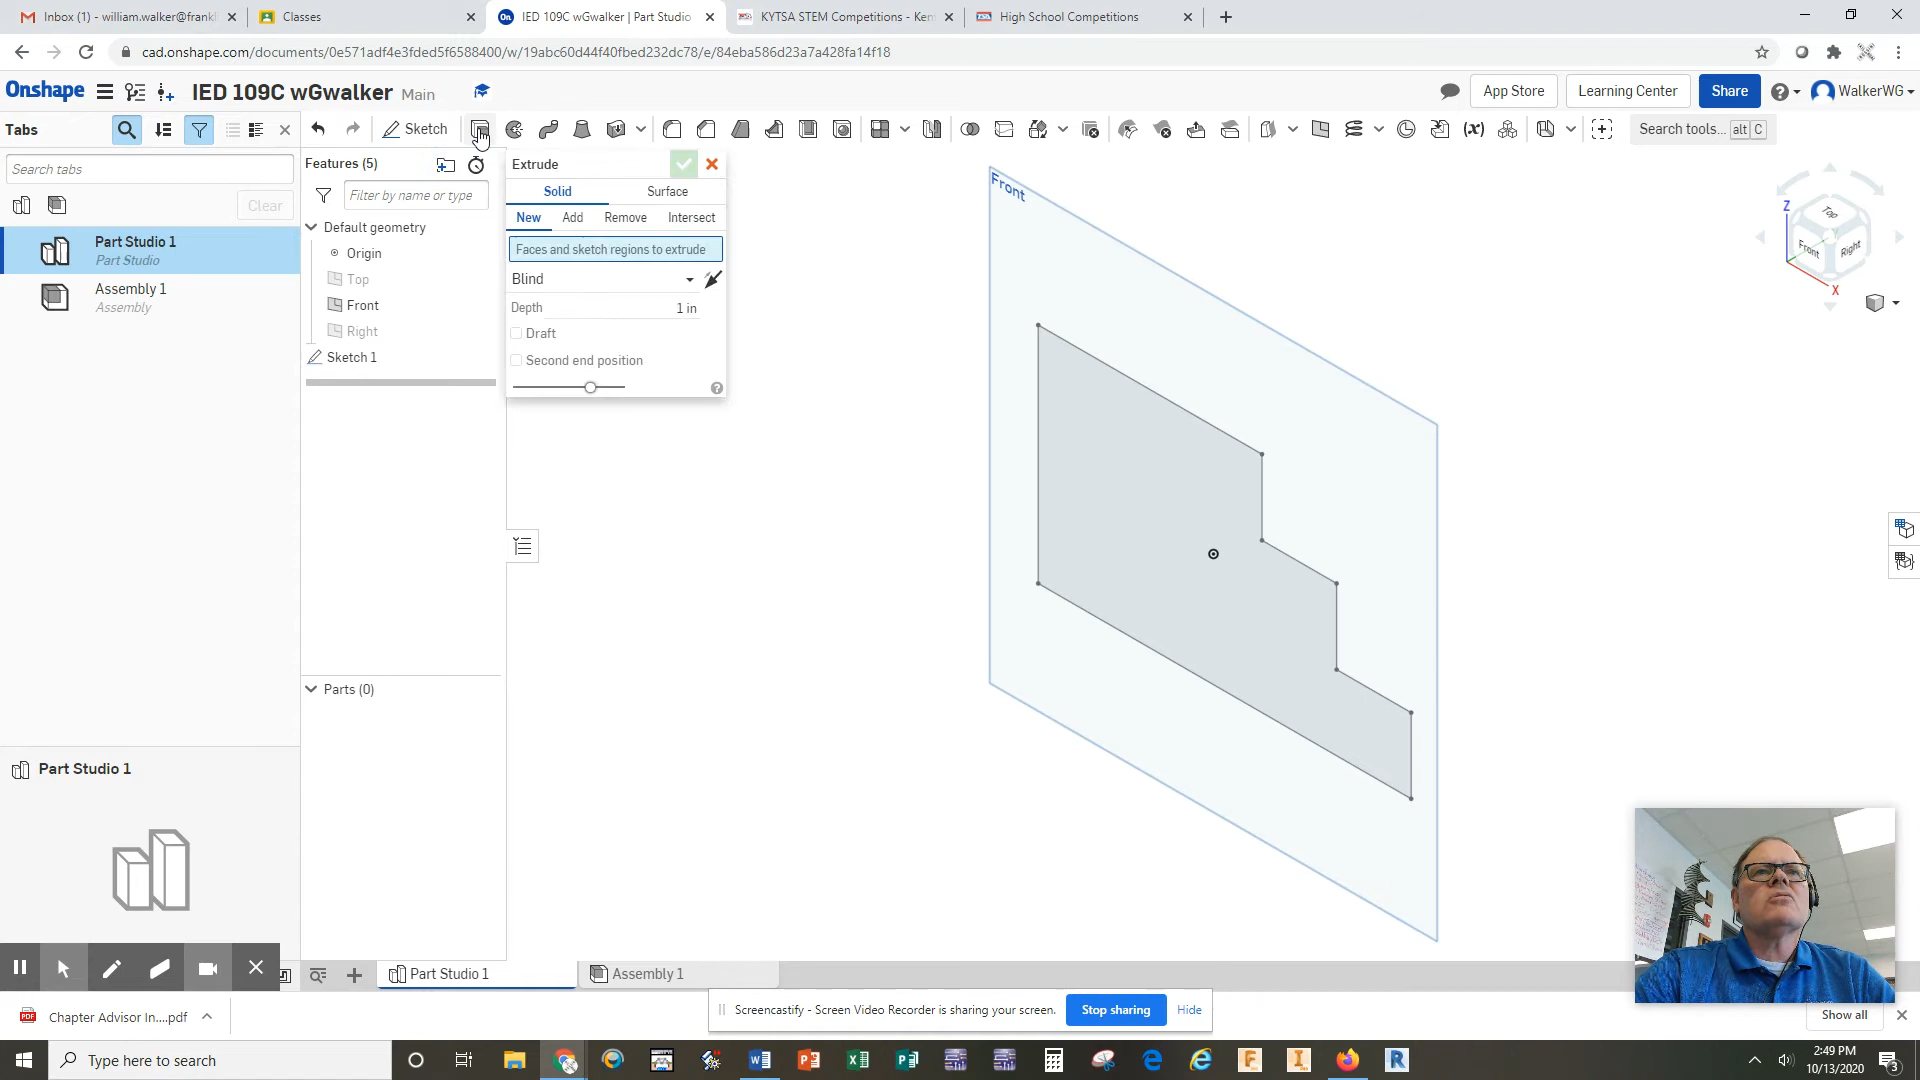 Inbox (1) - william.walker@frankl
Classes
IED 109C wGwalker | Part Studio
KYTSA STEM Competitions - Ken
High School Competitions
cad.onshape.com/documents/0e571adf4e3fded5f6588400/w/19abc60d44f40fbed232dc78/e/84eba586d23a7a428fa14f18
Onshape
IED 109C wGwalker Main
App Store
Learning Center
Share
WalkerWG
Tabs
Sketch
Search tools... alt C
Search tabs
Clear
Part Studio 1
Part Studio
Assembly 1
Assembly
Features (5)
Filter by name or type
Default geometry
Origin
Top
Front
Right
Sketch 1
Parts (0)
Extrude
Solid Surface
New Add Remove Intersect
Faces and sketch regions to extrude
Blind
Depth 1 in
Draft
Second end position
Front
Z
Top
Front
Right
X
Part Studio 1
Part Studio 1
Assembly 1
Screencastify - Screen Video Recorder is sharing your screen.
Stop sharing
Hide
Chapter Advisor In....pdf
Show all
Type here to search
2:49 PM
10/13/2020
3